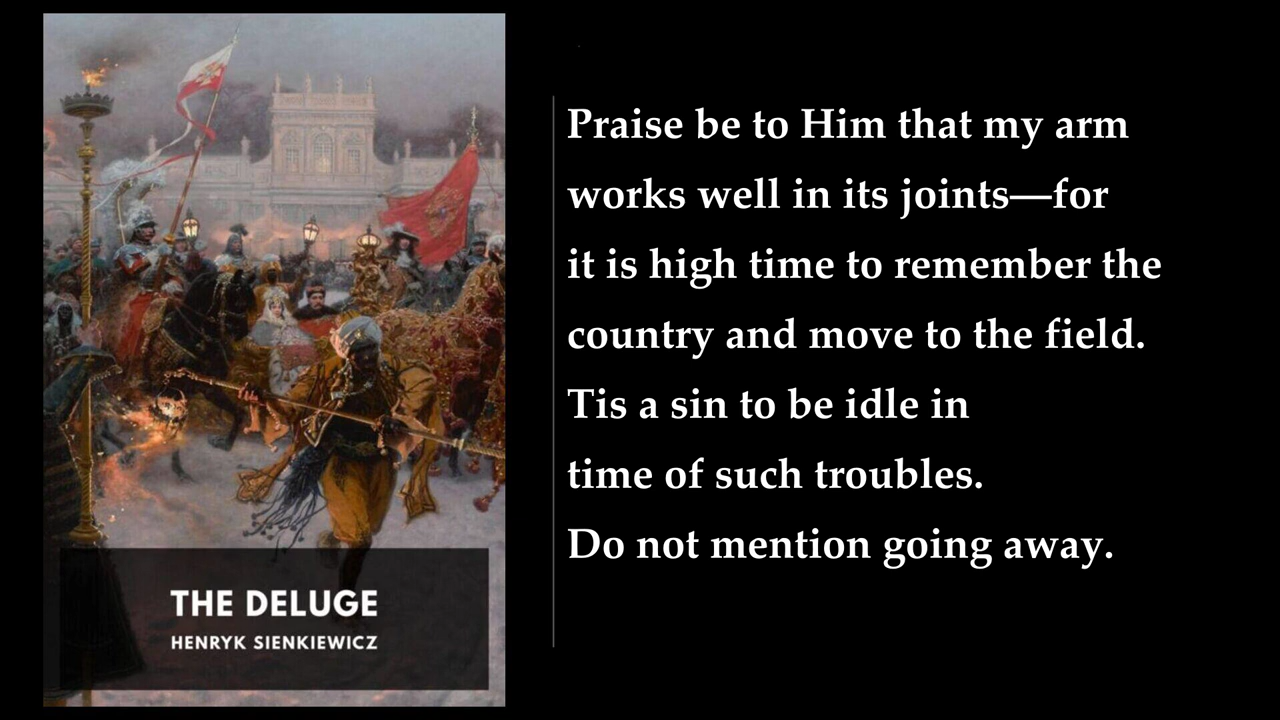 THE DELUGE
HENRYK SIENKIEWICZ
Praise be to Him that my arm
works well in its joints—for
it is high time to remember the
country and move to the field.
Tis a sin to be idle in
time of such troubles.
Do not mention going away.